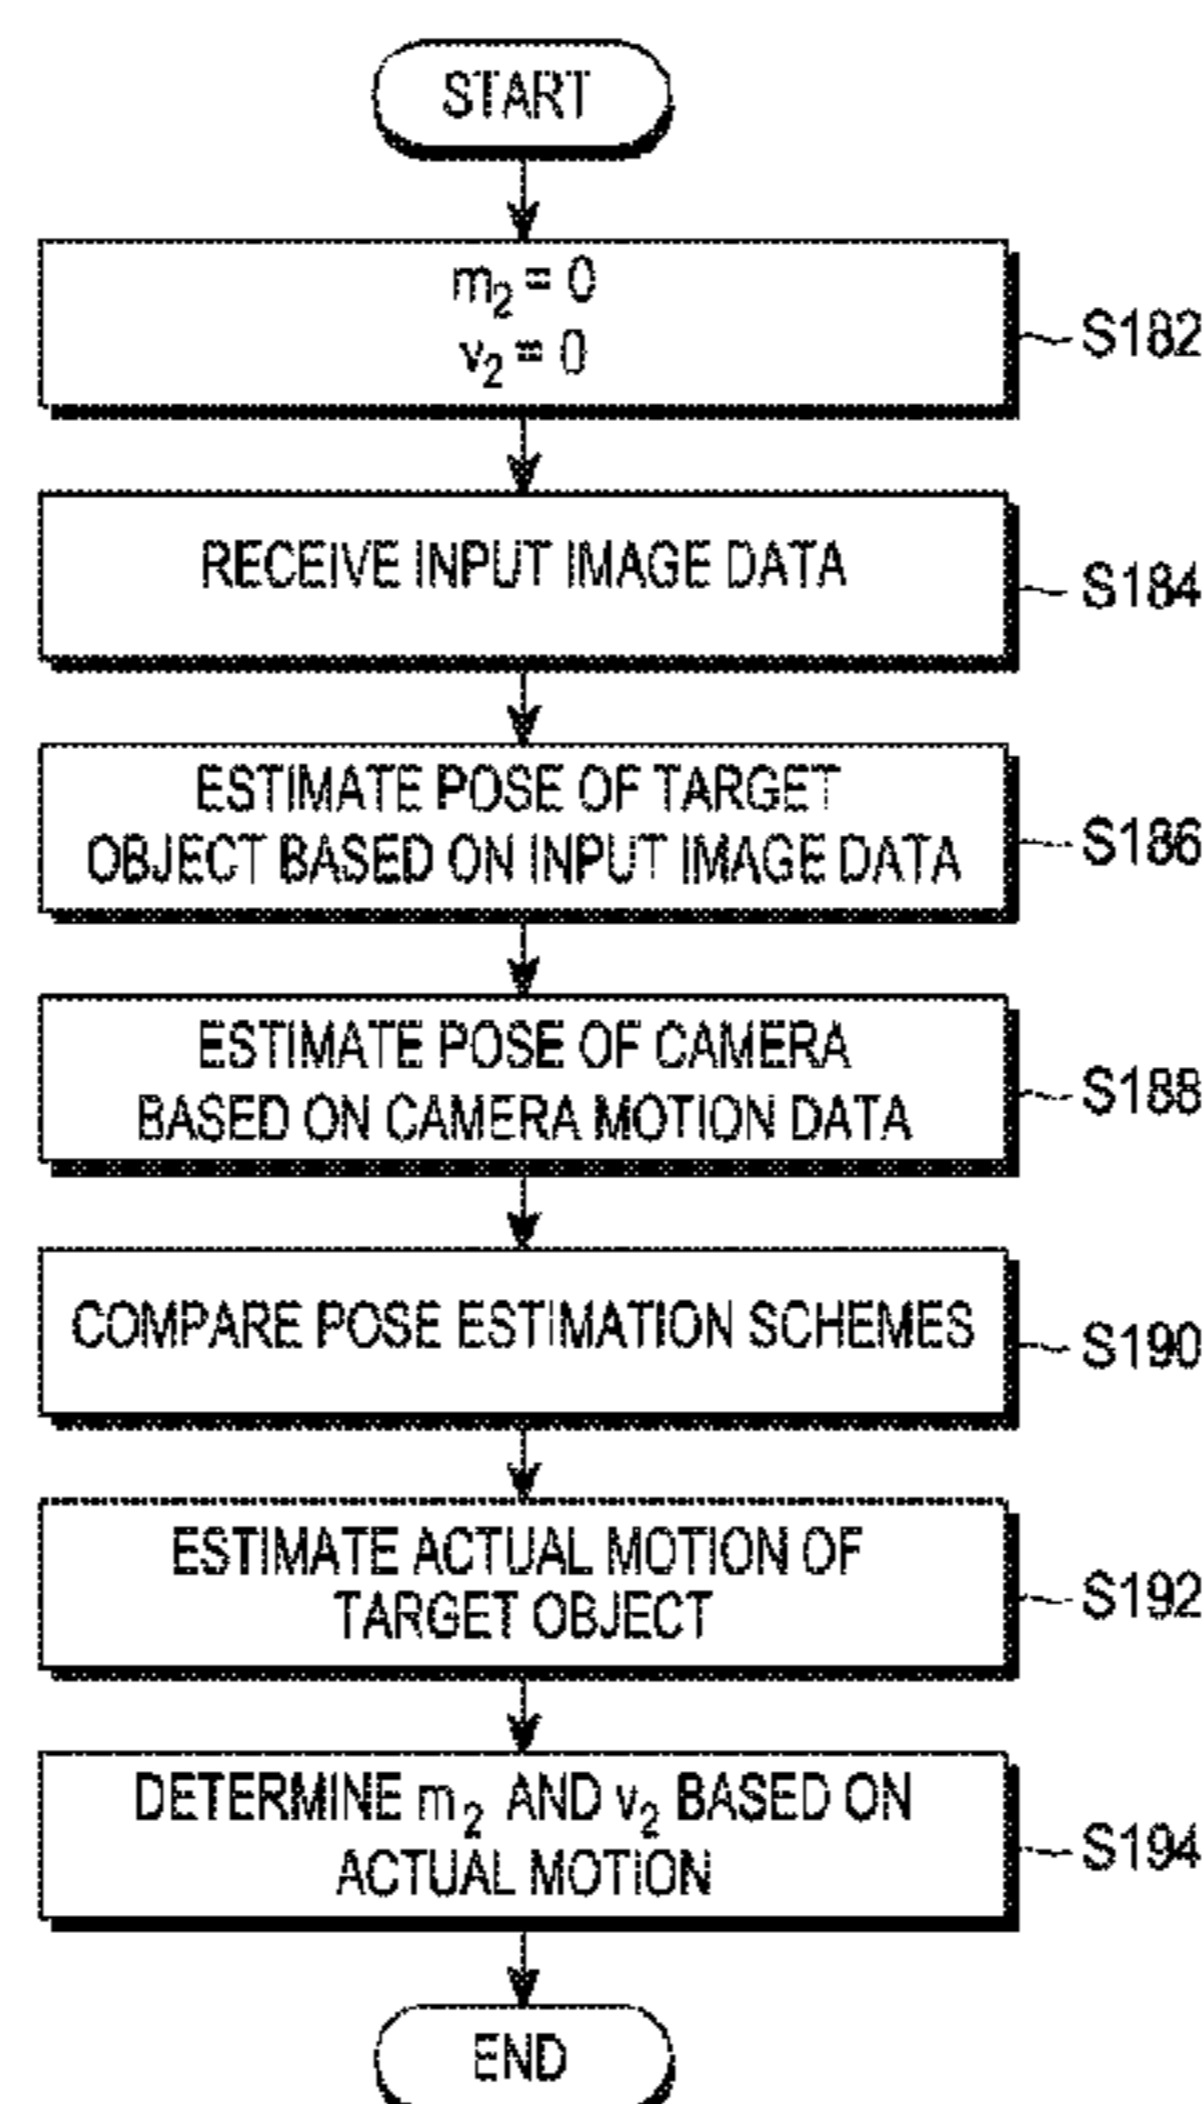 START
m₂ = 0
v₂ = 0
S182
RECEIVE INPUT IMAGE DATA
S184
ESTIMATE POSE OF TARGET
OBJECT BASED ON INPUT IMAGE DATA
S186
ESTIMATE POSE OF CAMERA
BASED ON CAMERA MOTION DATA
S188
COMPARE POSE ESTIMATION SCHEMES
S190
ESTIMATE ACTUAL MOTION OF
TARGET OBJECT
S192
DETERMINE m₂ AND v₂ BASED ON
ACTUAL MOTION
S194
END